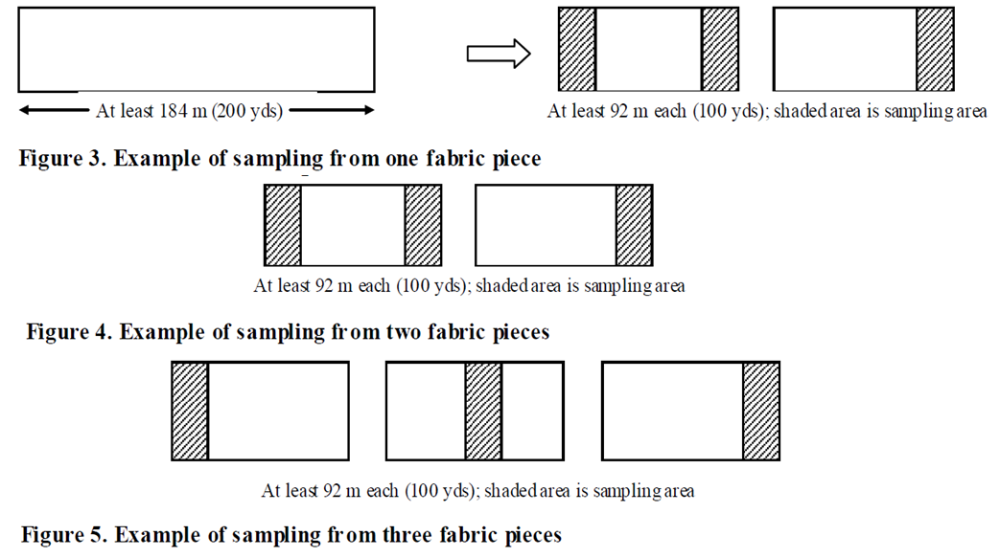 At least 184 m (200 yds)
At least 92 m each (100 yds); shaded area is sampling area
Figure 3. Example of sampling from one fabric piece
At least 92 m each (100 yds); shaded area is sampling area
Figure 4. Example of sampling from two fabric pieces
At least 92 m each (100 yds); shaded area is sampling area
Figure 5. Example of sampling from three fabric pieces